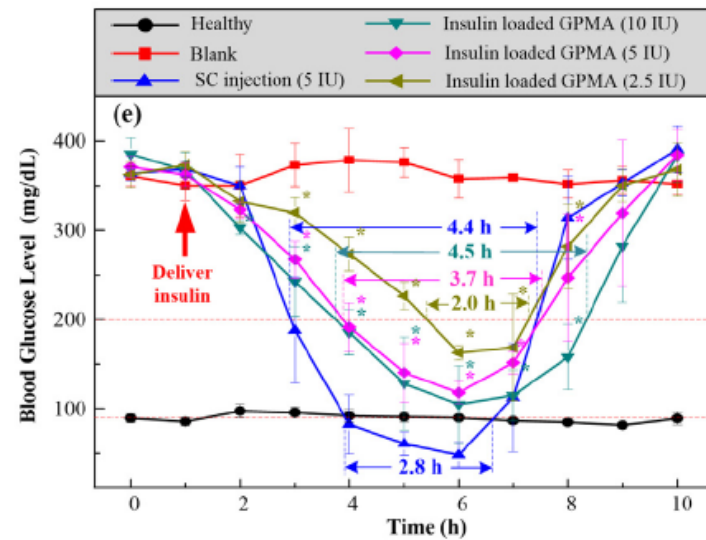 Healthy
Blank
SC injection (5 IU)
Insulin loaded GPMA (10 IU)
Insulin loaded GPMA (5 IU)
Insulin loaded GPMA (2.5 IU)
(e)
Blood Glucose Level (mg/dL)
400
300
200
100
Deliver
insulin
* * * * * * * * * * * * * * * * *
4.4 h
4.5 h
3.7 h
2.0 h
2.8 h
0 2 4 6 8 10
Time (h)